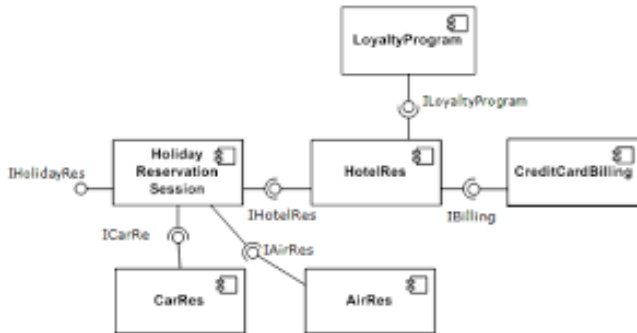 LoyaltyProgram
ILoyaltyProgram
IHolidayRes
Holiday
Reservation
Session
HotelRes
CreditCardBilling
IHotelRes
IBilling
ICarRe
IAirRes
CarRes
AirRes